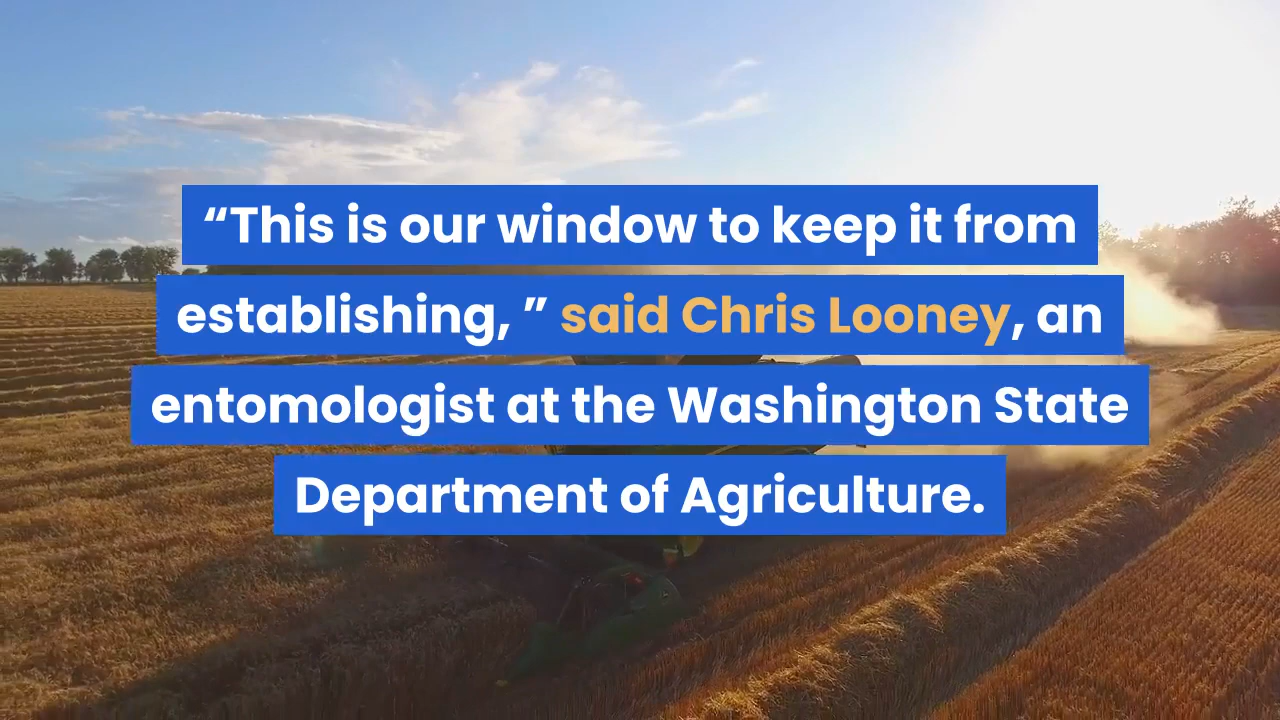 “This is our window to keep it from
establishing, ” said Chris Looney, an
entomologist at the Washington State
Department of Agriculture.